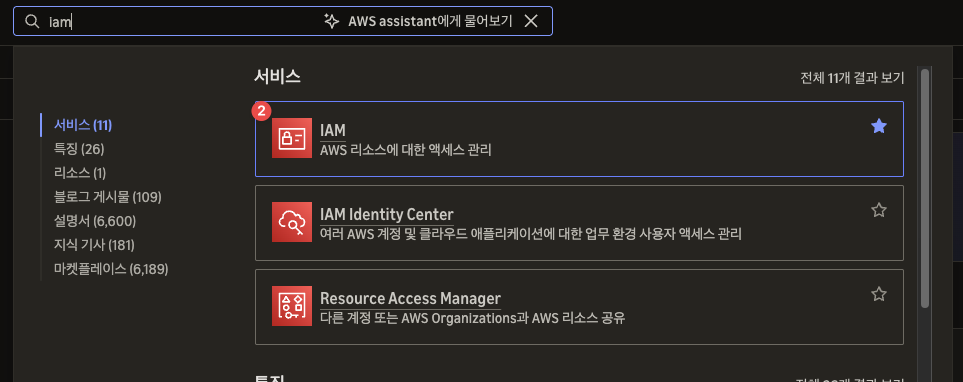 iam
AWS assistant에게 물어보기
서비스
전체 11개 결과 보기
서비스 (11)
특징 (26)
리소스 (1)
블로그 게시물 (109)
설명서 (6,600)
지식 기사 (181)
마켓플레이스 (6,189)
2
IAM
AWS 리소스에 대한 액세스 관리
IAM Identity Center
여러 AWS 계정 및 클라우드 애플리케이션에 대한 업무 환경 사용자 액세스 관리
Resource Access Manager
다른 계정 또는 AWS Organizations과 AWS 리소스 공유
특징